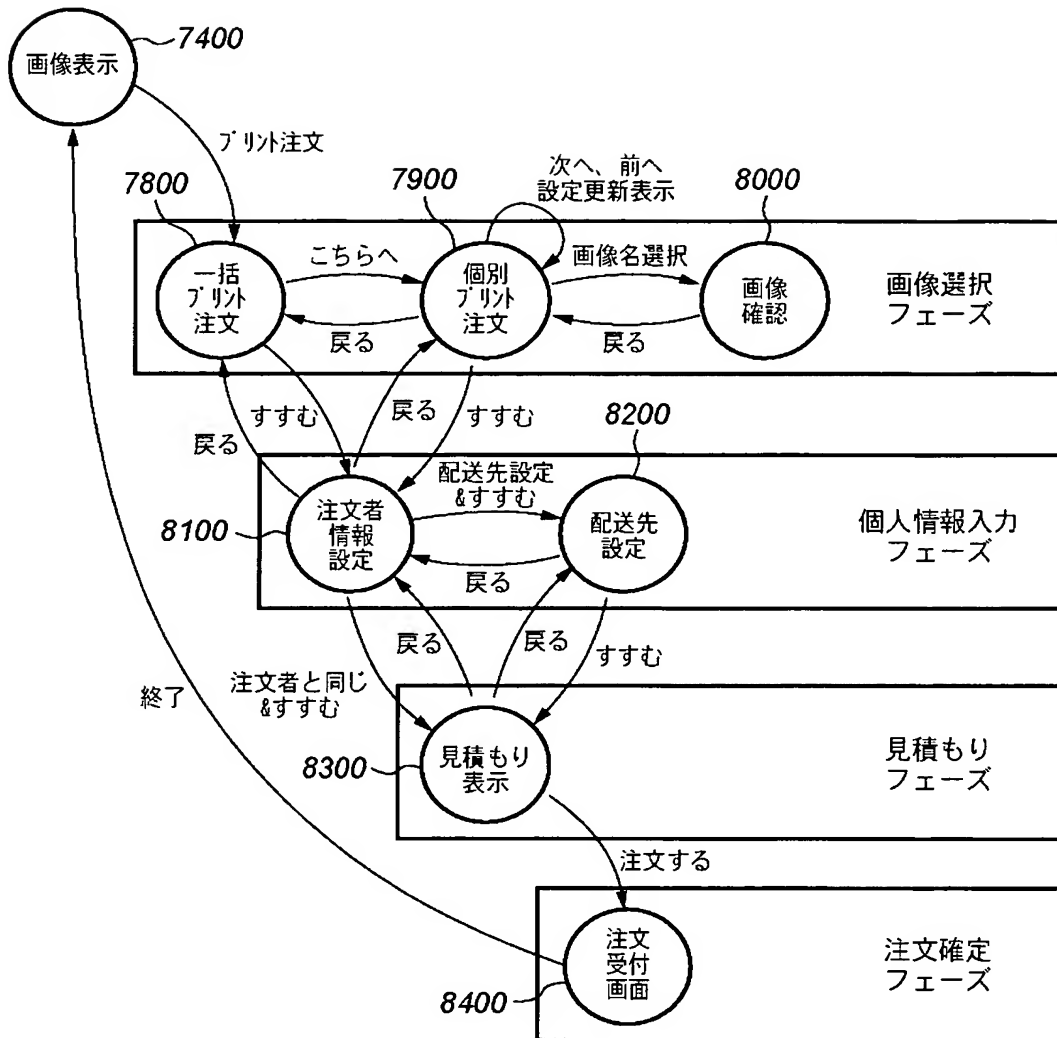 7400
画像表示
プリント注文
7800
7900
次へ、前へ
設定更新表示
8000
一括
プリント
注文
こちらへ
個別
プリント
注文
画像名選択
画像
確認
画像選択
フェーズ
戻る
戻る
戻る
すすむ
戻る
すすむ
8200
8100
注文者
情報
設定
配送先設定
&すすむ
配送先
設定
個人情報入力
フェーズ
戻る
戻る
戻る
すすむ
終了
注文者と同じ
&すすむ
8300
見積もり
表示
見積もり
フェーズ
注文する
8400
注文
受付
画面
注文確定
フェーズ